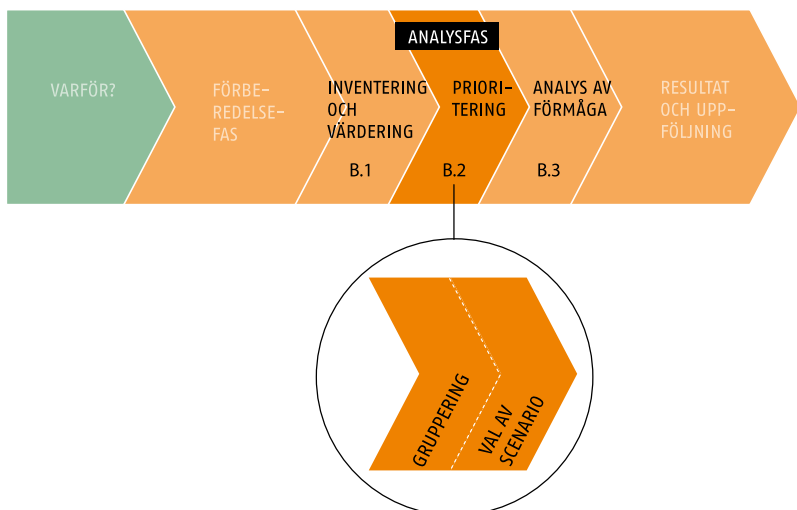 ANALYSFAS
VARFÖR?
FÖRBE-
REDELSE-
FAS
INVENTERING
OCH
VÄRDERING
B.1
PRIORI-
TERING
B.2
ANALYS AV
FÖRMÅGA
B.3
RESULTAT
OCH UPP-
FÖLJNING
GRUPPERING
VAL AV
SCENARIO